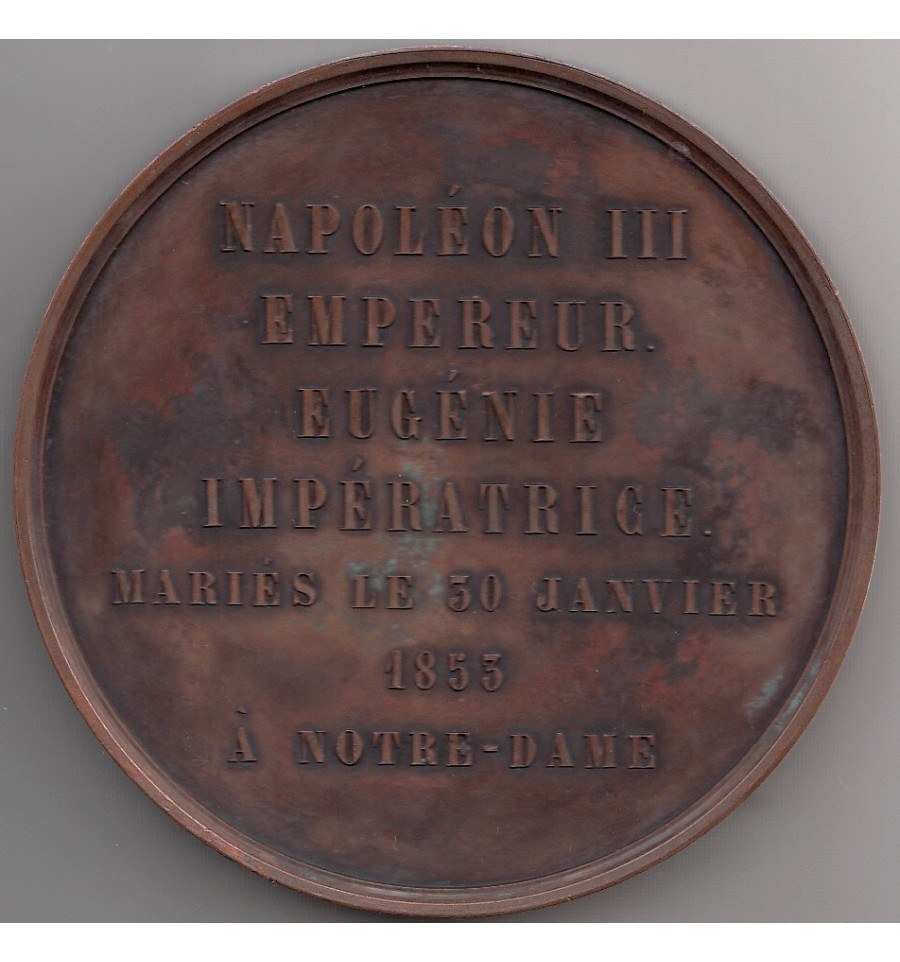 NAPOLÉON III
EMPEREUR.
EUGÉNIE
IMPÉRATRICE.
MARIÉS LE 30 JANVIER
1853
À NOTRE-DAME